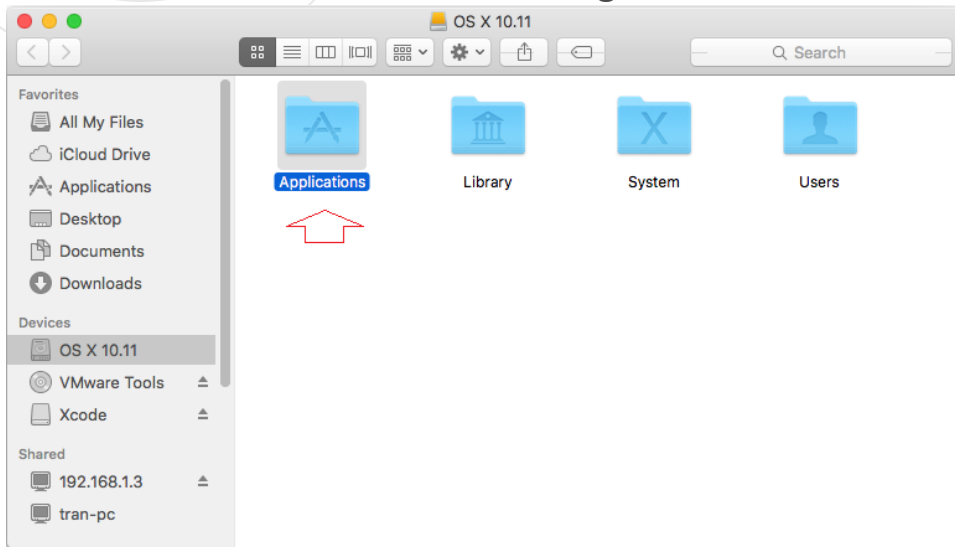 OS X 10.11
Search
Favorites
All My Files
iCloud Drive
Applications
Desktop
Documents
Downloads
Devices
OS X 10.11
VMware Tools
Xcode
Shared
192.168.1.3
tran-pc
Applications
Library
System
Users